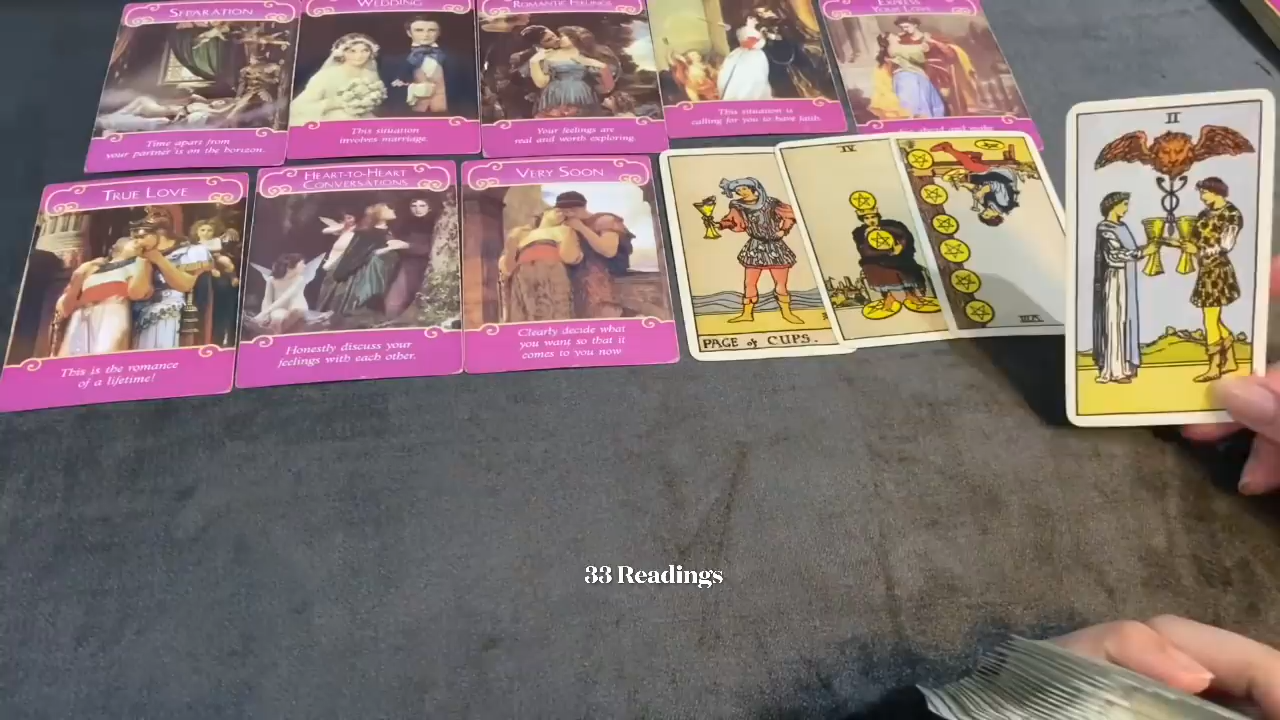 SEPARATION
Time apart from
your partner is on the horizon.
WEDDING
This situation
involves marriage.
ROMANTIC FEELINGS
Your feelings are
real and worth exploring.
This situation is
calling for you to have faith.
EXPRESS
YOUR LOVE
TRUE LOVE
This is the romance
of a lifetime!
HEART-TO-HEART
CONVERSATIONS
Honestly discuss your
feelings with each other.
VERY SOON
Clearly decide what
you want so that it
comes to you now
PAGE of CUPS.
IV
VIII
II
33 Readings